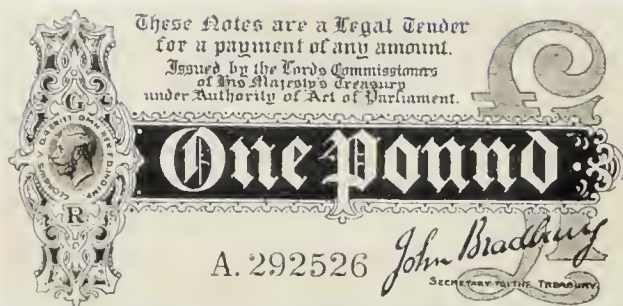 These Notes are a Legal Tender
for a payment of any amount.
Issued by the Lords Commissioners
of His Majesty's Treasury
under Authority of Act of Parliament.
G
R
One Pound
£1
A. 292526
John Bradbury
SECRETARY TO THE TREASURY.